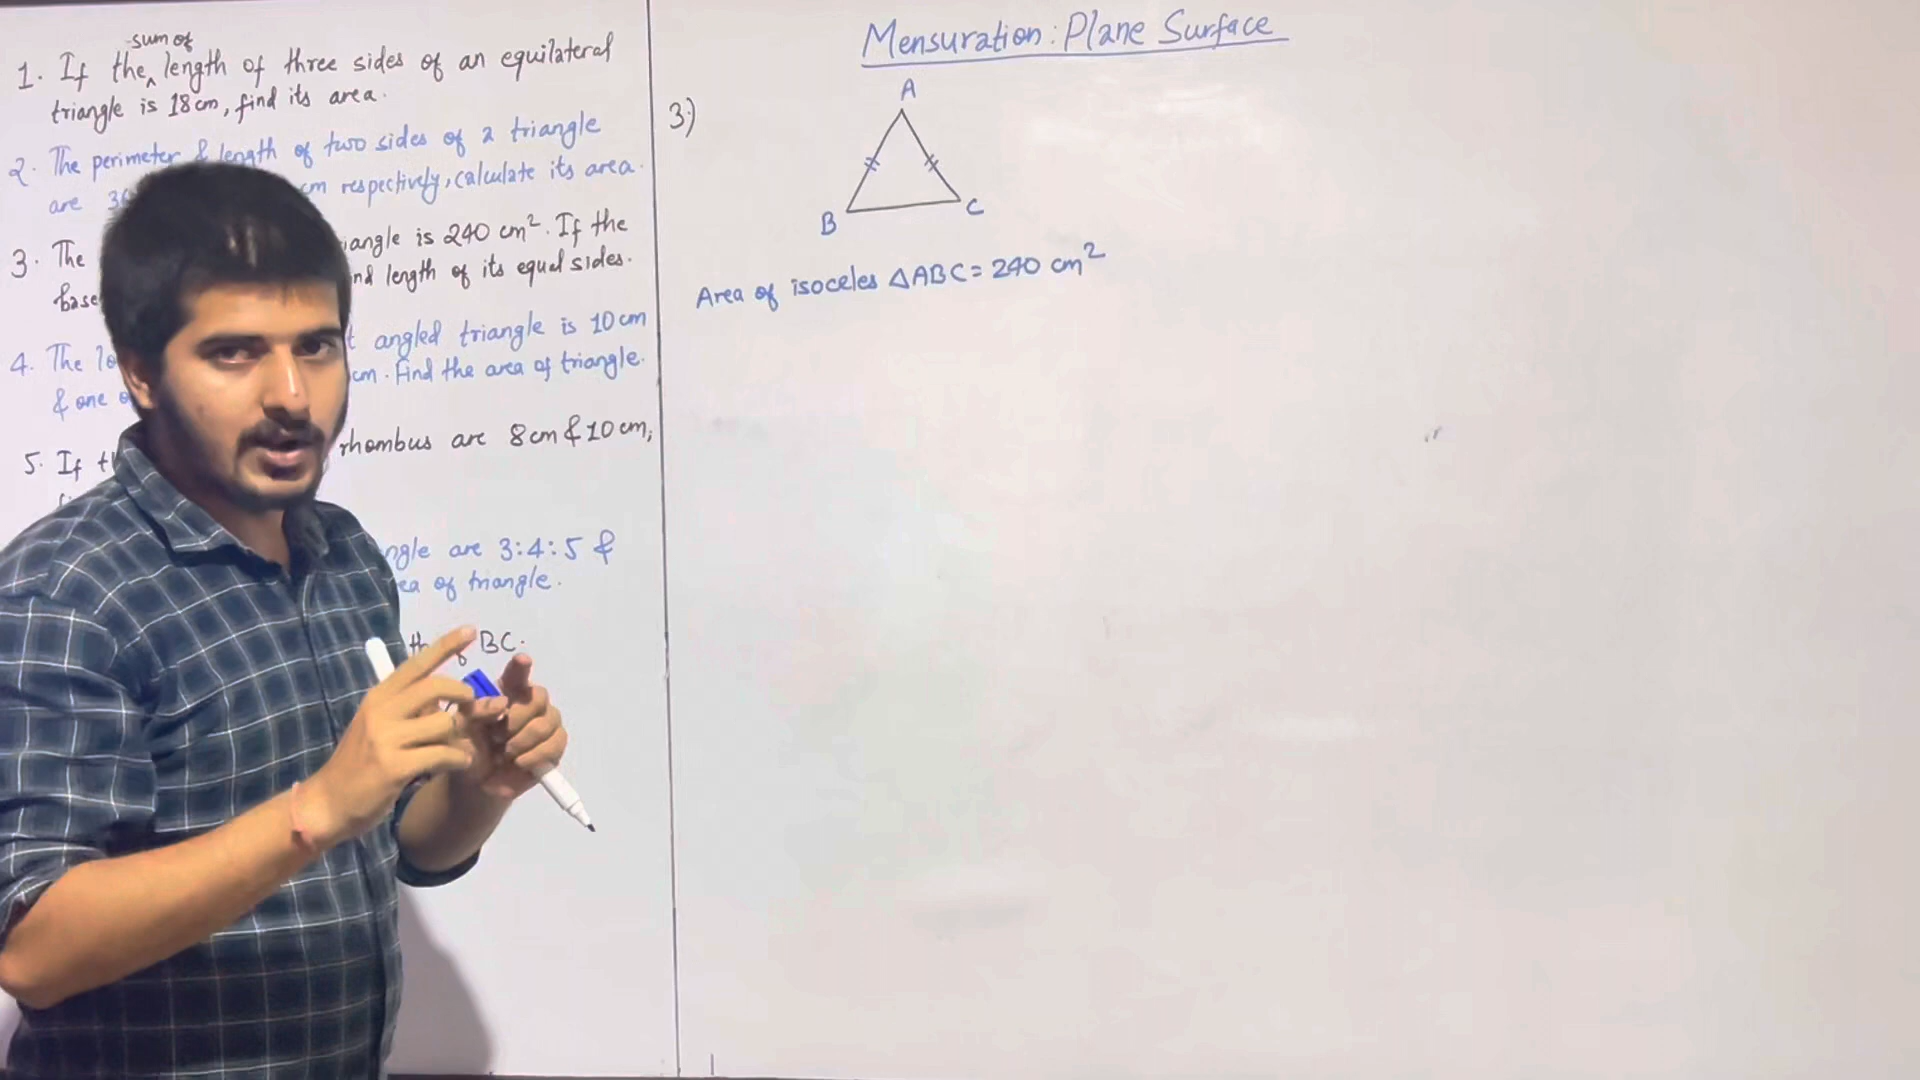 sum of
1. If the ^ length of three sides of an equilateral
triangle is 18cm, find its area.
2. The perimeter & length of two sides of a triangle
are cm respectively, calculate its area.
3. The iangle is 240 cm². If the
base nd length of its equal sides.
4. The lo t angled triangle is 10cm
& one o cm. Find the area of triangle.
5. If t rhombus are 8cm & 10cm,
ngle are 3:4:5 &
ea of triangle.
BC.
Mensuration: Plane Surface
3)
A
B
C
Area of isoceles △ABC = 240 cm²